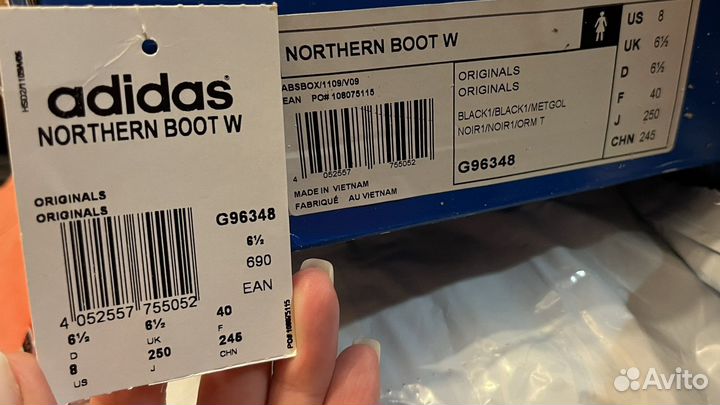 HSD2/1109/V06
adidas
NORTHERN BOOT W
ORIGINALS
ORIGINALS
G96348
6½
690
EAN
4 052557 755052
6½ 6½ 40
D UK F
8 250 245
US J CHN
PO# 108075115
NORTHERN BOOT W
ABSBOX/1109/V09
EAN PO# 108075115
4 052557 755052
MADE IN VIETNAM
FABRIQUÉ AU VIETNAM
ORIGINALS
ORIGINALS
BLACK1/BLACK1/METGOL
NOIR1/NOIR1/ORM T
G96348
US 8
UK 6½
D 6½
F 40
J 250
CHN 245
Avito